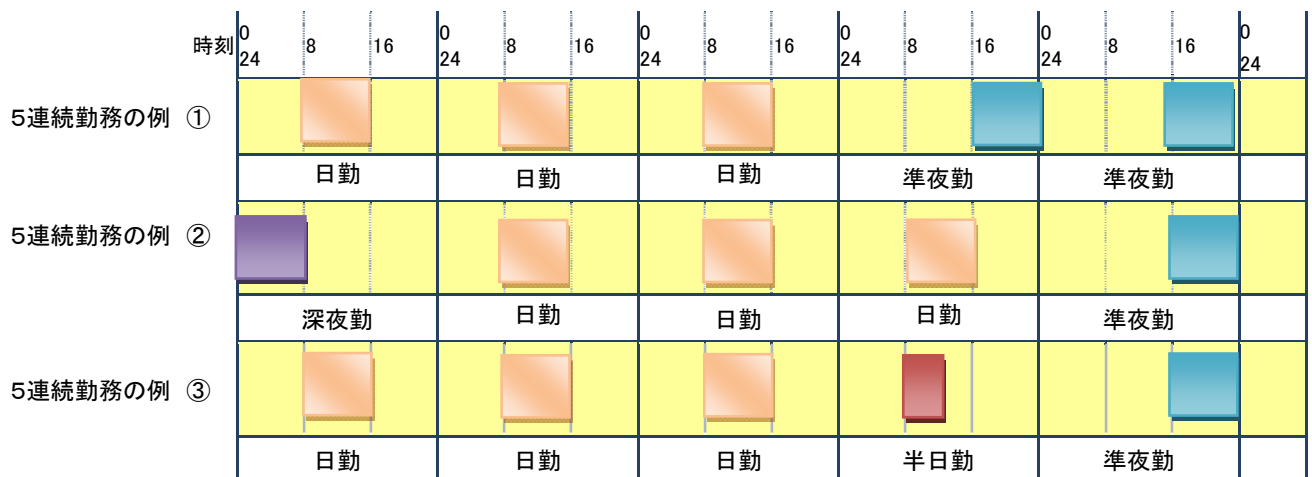 0 0 0 0 0 0
時刻 8 16 8 16 8 16 8 16 8 16
24 24 24 24 24 24
5連続勤務の例 ①
日勤 日勤 日勤 準夜勤 準夜勤
5連続勤務の例 ②
深夜勤 日勤 日勤 日勤 準夜勤
5連続勤務の例 ③
日勤 日勤 日勤 半日勤 準夜勤